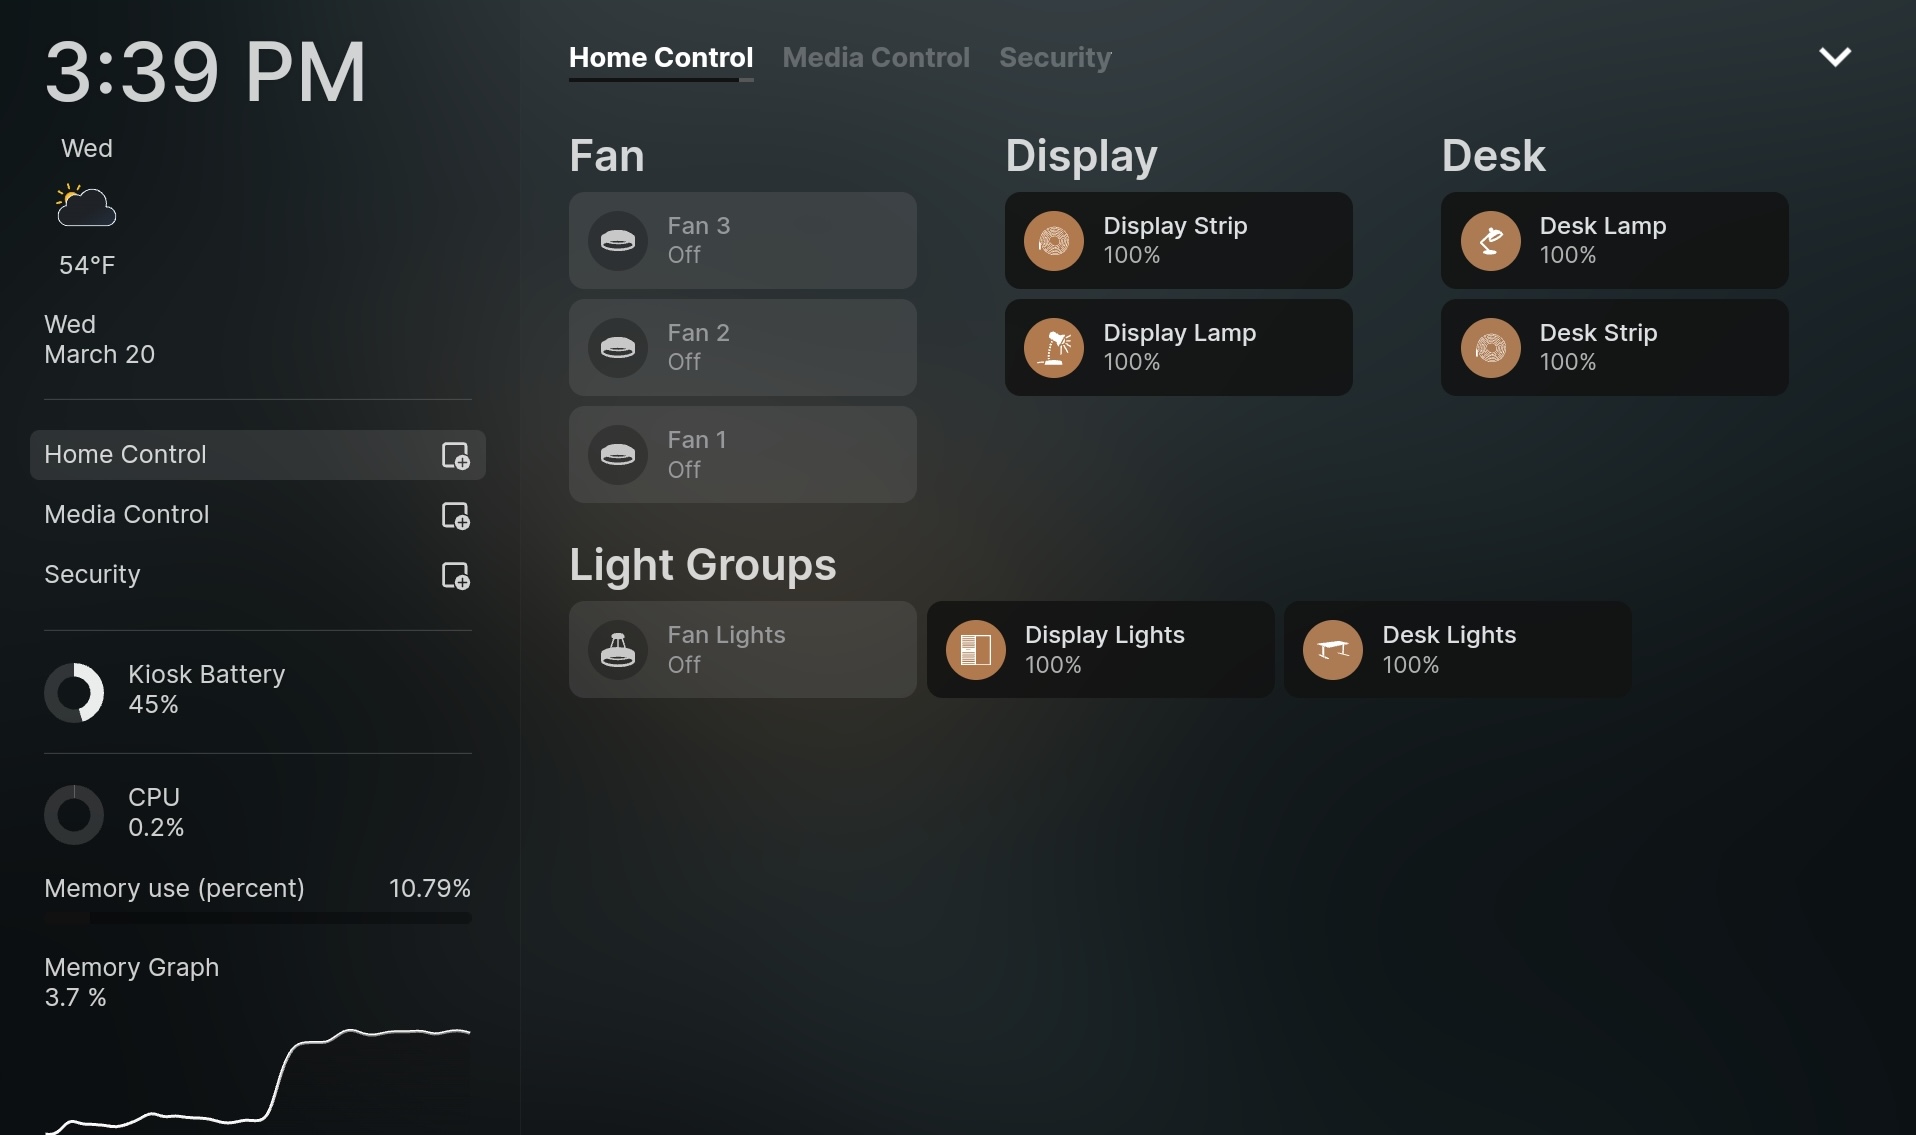 3:39 PM
Wed
54°F
Wed
March 20
Home Control
Media Control
Security
Kiosk Battery
45%
CPU
0.2%
Memory use (percent) 10.79%
Memory Graph
3.7 %
Home Control Media Control Security
Fan
Fan 3
Off
Fan 2
Off
Fan 1
Off
Display
Display Strip
100%
Display Lamp
100%
Desk
Desk Lamp
100%
Desk Strip
100%
Light Groups
Fan Lights
Off
Display Lights
100%
Desk Lights
100%